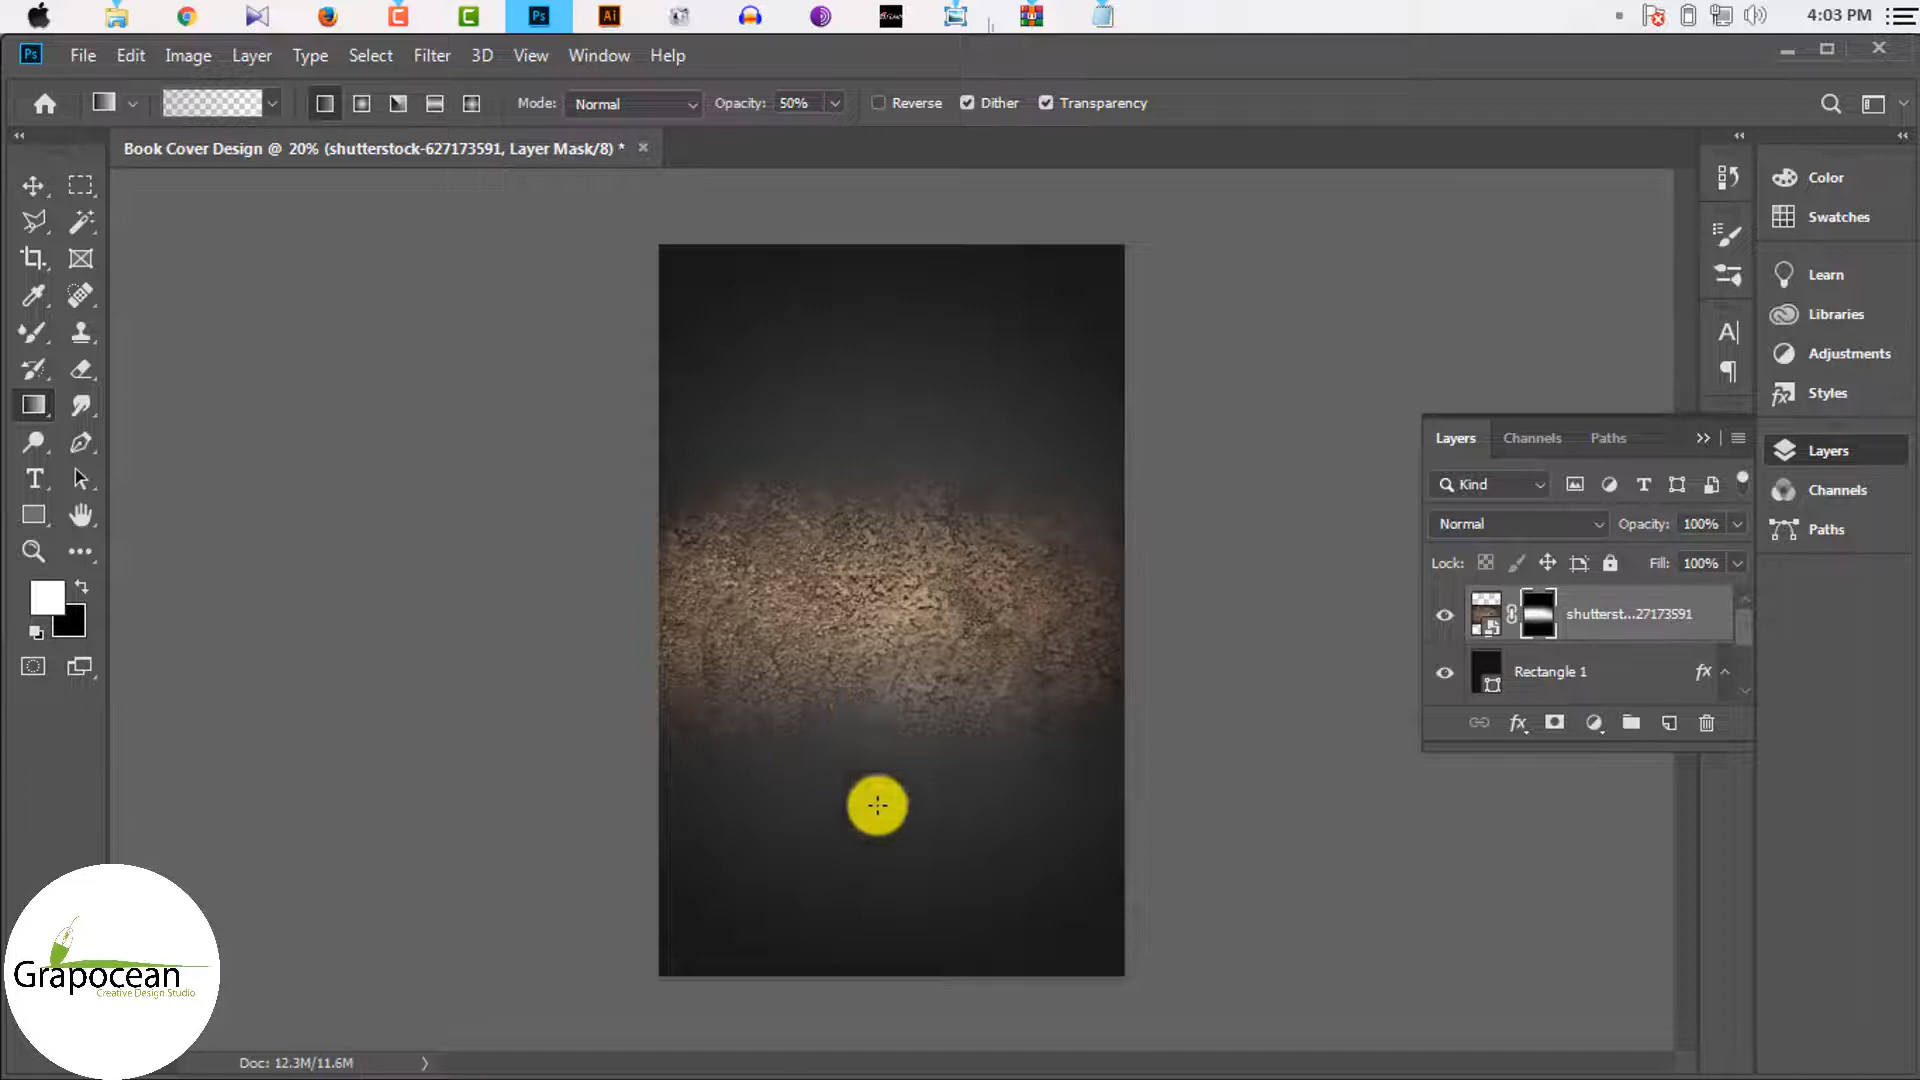 4:03 PM
Ps File Edit Image Layer Type Select Filter 3D View Window Help
Mode: Normal Opacity: 50% Reverse Dither Transparency
Book Cover Design @ 20% (shutterstock-627173591, Layer Mask/8) *
Color
Swatches
Learn
Libraries
Adjustments
Styles
Layers
Channels
Paths
Layers Channels Paths
Kind
Normal Opacity: 100%
Lock: Fill: 100%
shutterst...27173591
Rectangle 1 fx
fx
Grapocean
Creative Design Studio
Doc: 12.3M/11.6M